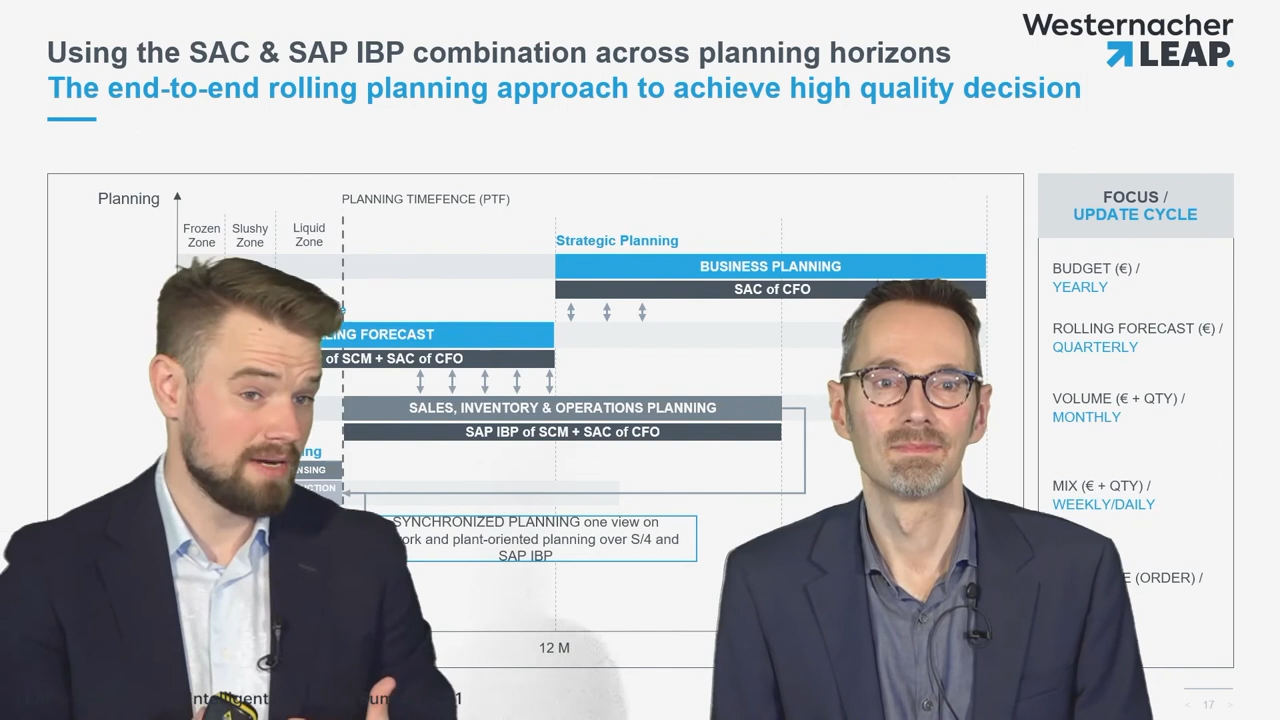 Westernacher
LEAP.
Using the SAC & SAP IBP combination across planning horizons
The end-to-end rolling planning approach to achieve high quality decision
Planning
PLANNING TIMEFENCE (PTF)
Frozen Zone
Slushy Zone
Liquid Zone
Strategic Planning
BUSINESS PLANNING
SAC of CFO
FORECAST
of SCM + SAC of CFO
SALES, INVENTORY & OPERATIONS PLANNING
SAP IBP of SCM + SAC of CFO
SYNCHRONIZED PLANNING one view on
and plant-oriented planning over S/4 and
SAP IBP
12 M
FOCUS /
UPDATE CYCLE
BUDGET (€) /
YEARLY
ROLLING FORECAST (€) /
QUARTERLY
VOLUME (€ + QTY) /
MONTHLY
MIX (€ + QTY) /
WEEKLY/DAILY
(ORDER) /
Intelligent
< 17 >